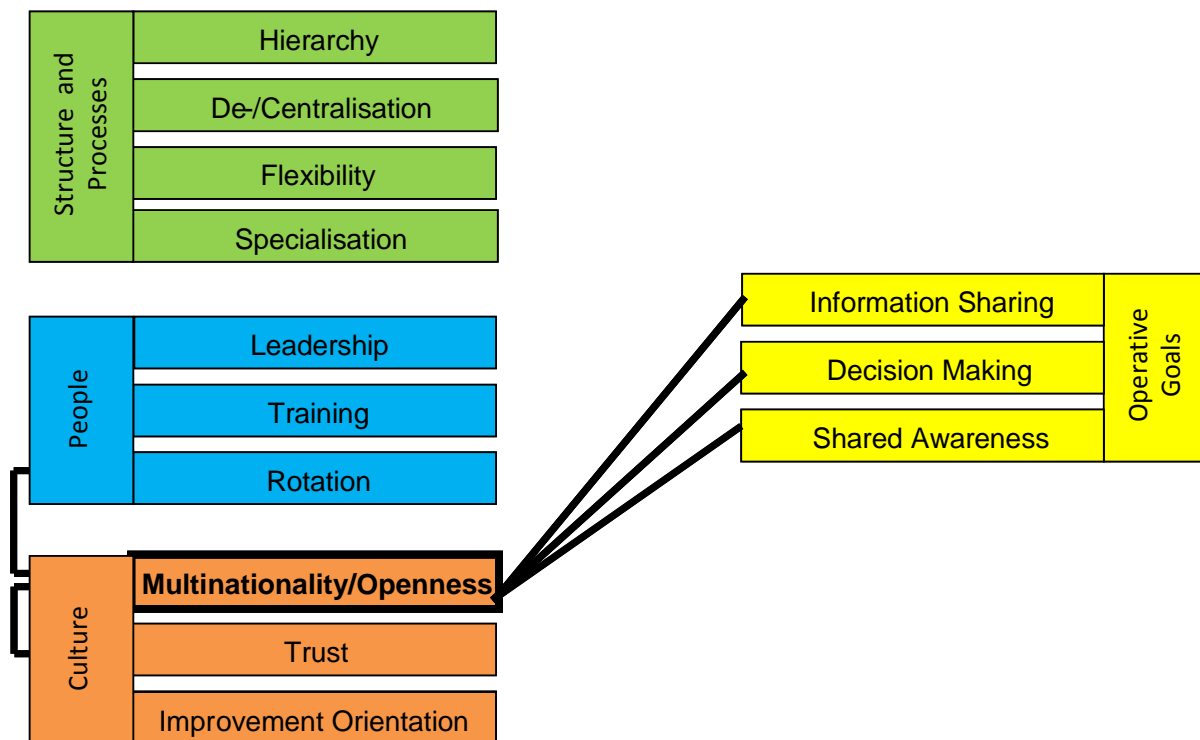 Structure and
Processes
Hierarchy
De-/Centralisation
Flexibility
Specialisation
People
Leadership
Training
Rotation
Culture
Multinationality/Openness
Trust
Improvement Orientation
Information Sharing
Decision Making
Shared Awareness
Operative
Goals